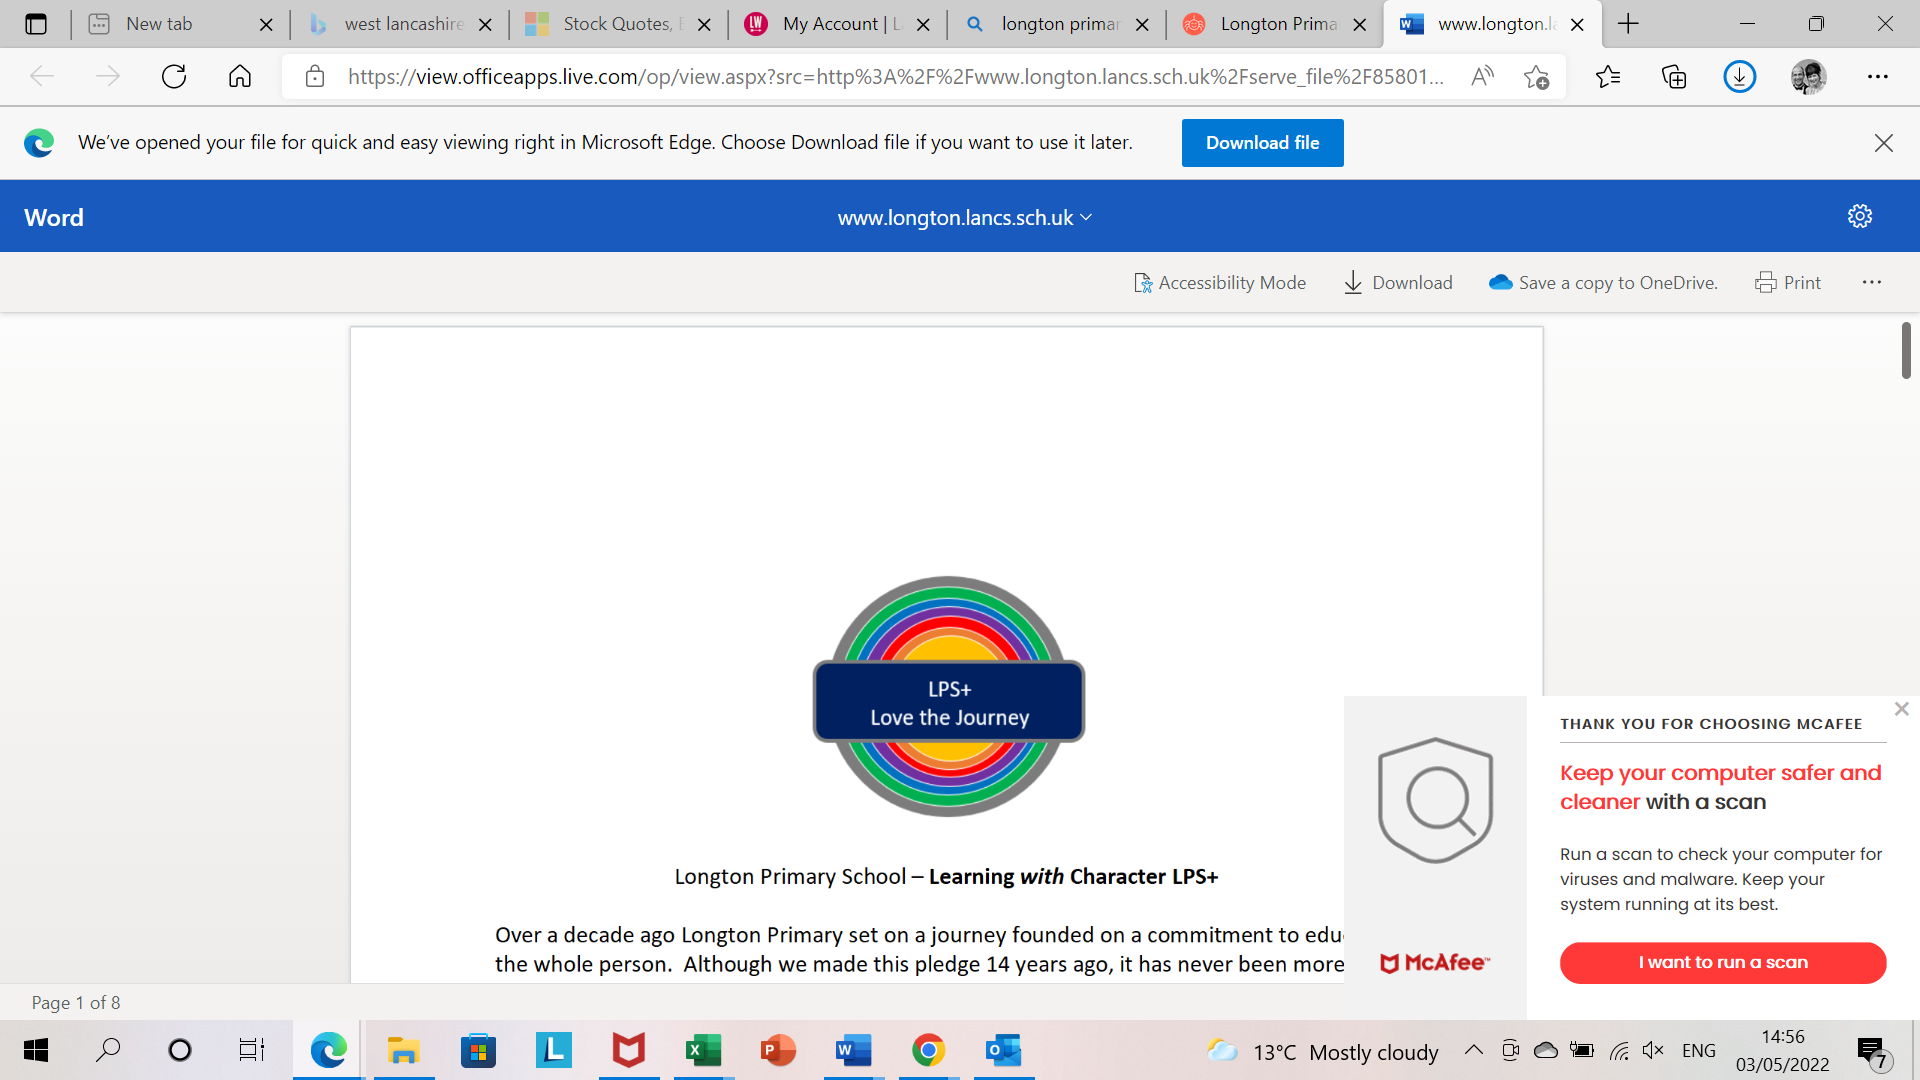 New tab
west lancashire
Stock Quotes,
My Account |
longton primar
Longton Prima
www.longton.la
https://view.officeapps.live.com/op/view.aspx?src=http%3A%2F%2Fwww.longton.lancs.sch.uk%2Fserve_file%2F85801...
We've opened your file for quick and easy viewing right in Microsoft Edge. Choose Download file if you want to use it later.
Download file
Word
www.longton.lancs.sch.uk
Accessibility Mode
Download
Save a copy to OneDrive.
Print
LPS+
Love the Journey
Longton Primary School – Learning with Character LPS+
Over a decade ago Longton Primary set on a journey founded on a commitment to edu
the whole person. Although we made this pledge 14 years ago, it has never been more
THANK YOU FOR CHOOSING MCAFEE
Keep your computer safer and
cleaner with a scan
Run a scan to check your computer for
viruses and malware. Keep your
system running at its best.
McAfee™
I want to run a scan
Page 1 of 8
13°C Mostly cloudy
ENG
14:56
03/05/2022
7